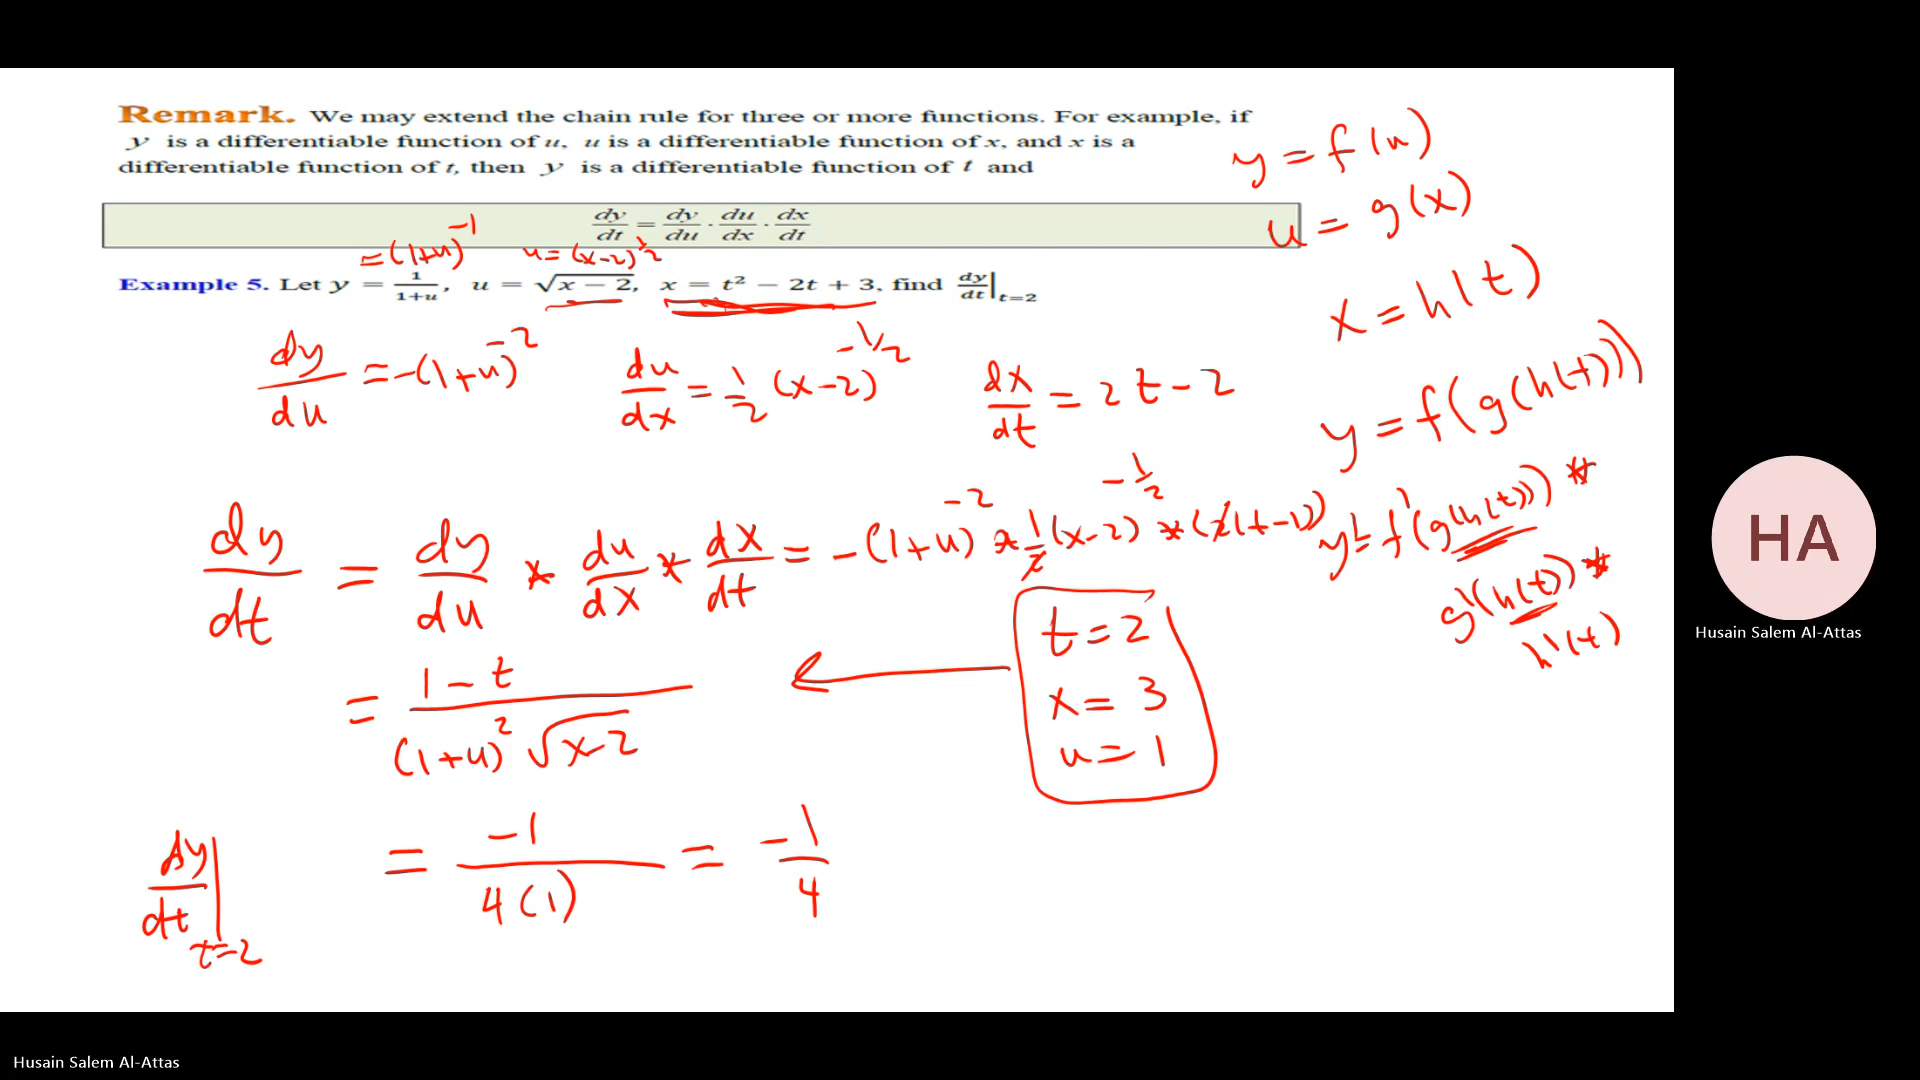 Remark. We may extend the chain rule for three or more functions. For example, if
y is a differentiable function of u, u is a differentiable function of x, and x is a
differentiable function of t, then y is a differentiable function of t and
dy/dt = dy/du · du/dx · dx/dt
= (1+u)^-1
u = (x-2)^1/2
Example 5. Let y = 1/1+u, u = √x − 2, x = t² − 2t + 3, find dy/dt|t=2
dy/du = -(1+u)^-2
du/dx = 1/2 (x-2)^-1/2
dx/dt = 2t-2
dy/dt = dy/du * du/dx * dx/dt = -(1+u)^-2 * 1/2 (x-2)^-1/2 * (2(t-1))
= 1-t/(1+u)² √x-2
t=2
x=3
u=1
dy/dt|t=2 = -1/4(1) = -1/4
y = f(u)
u = g(x)
x = h(t)
y = f(g(h(t)))
y' = f'(g(h(t))) *
g'(h(t)) *
h'(t)
HA
Husain Salem Al-Attas
Husain Salem Al-Attas